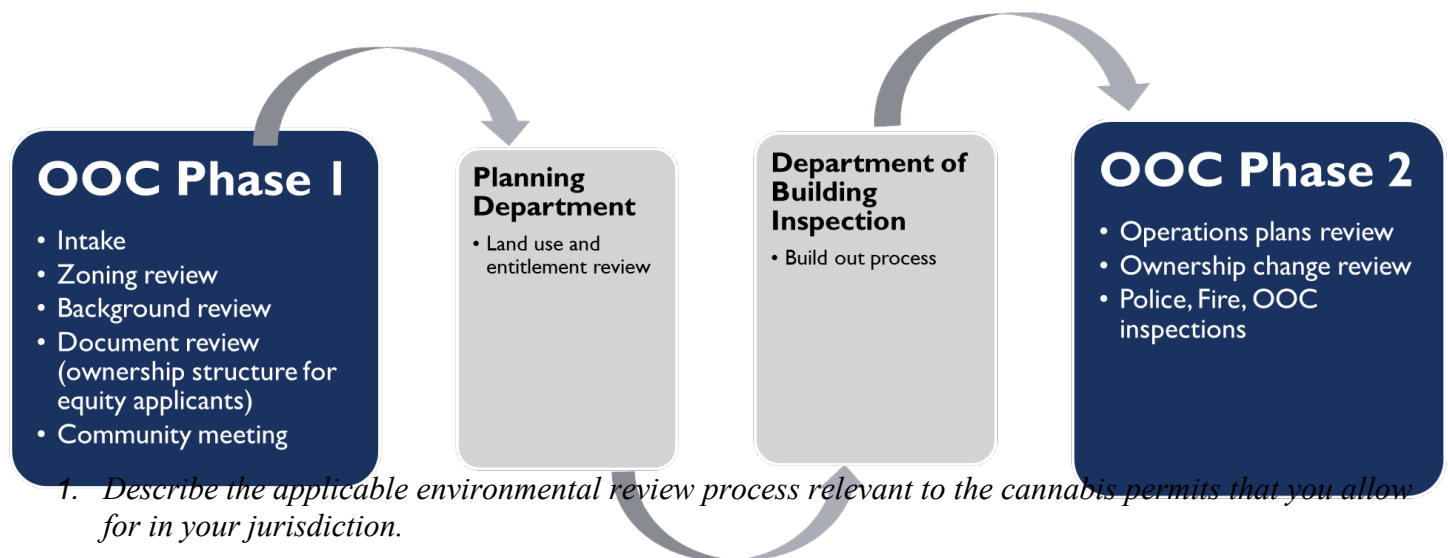 OOC Phase 1
• Intake
• Zoning review
• Background review
• Document review
(ownership structure for
equity applicants)
• Community meeting
Planning
Department
• Land use and
entitlement review
Department of
Building
Inspection
• Build out process
OOC Phase 2
• Operations plans review
• Ownership change review
• Police, Fire, OOC
inspections
1. Describe the applicable environmental review process relevant to the cannabis permits that you allow
for in your jurisdiction.